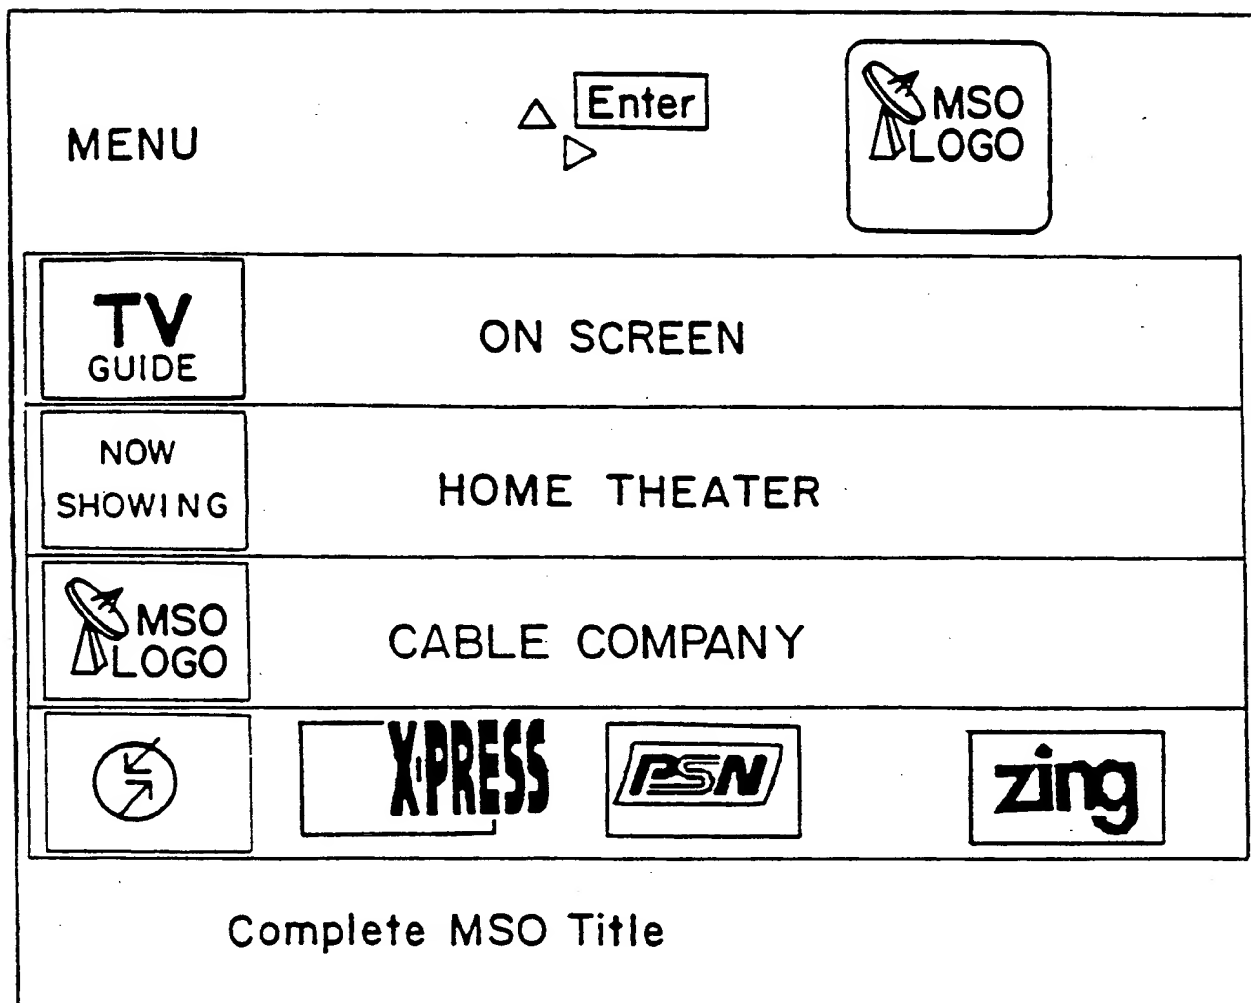 MENU
Enter
MSO
LOGO
TV
GUIDE
ON SCREEN
NOW
SHOWING
HOME THEATER
MSO
LOGO
CABLE COMPANY
X·PRESS
PSN
zing
Complete MSO Title